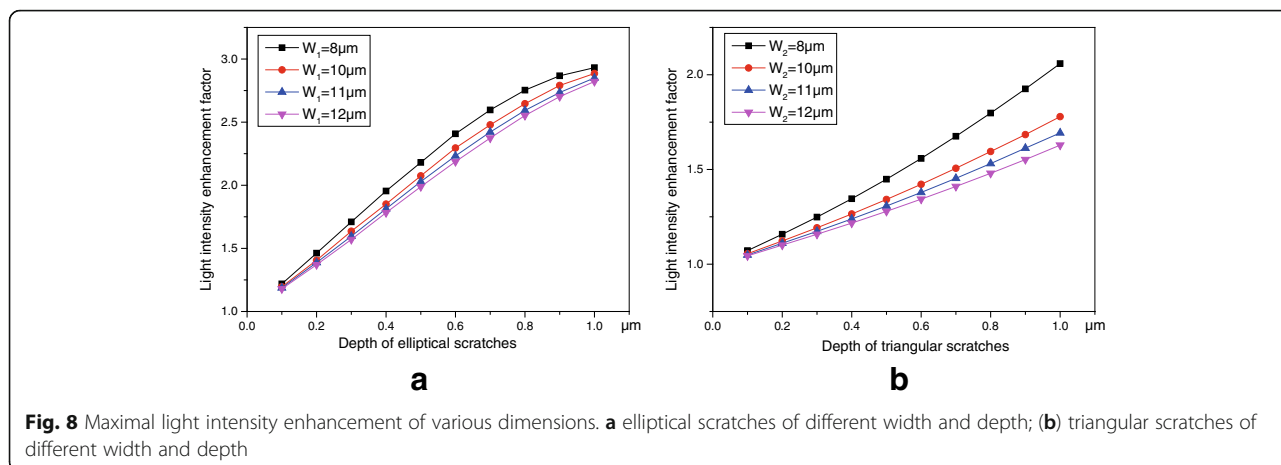 W1=8μm
W1=10μm
W1=11μm
W1=12μm
Light intensity enhancement factor
3.0
2.5
2.0
1.5
1.0
0.0 0.2 0.4 0.6 0.8 1.0 μm
Depth of elliptical scratches
a
W2=8μm
W2=10μm
W2=11μm
W2=12μm
Light intensity enhancement factor
2.0
1.5
1.0
0.0 0.2 0.4 0.6 0.8 1.0 μm
Depth of triangular scratches
b
Fig. 8 Maximal light intensity enhancement of various dimensions. a elliptical scratches of different width and depth; (b) triangular scratches of
different width and depth